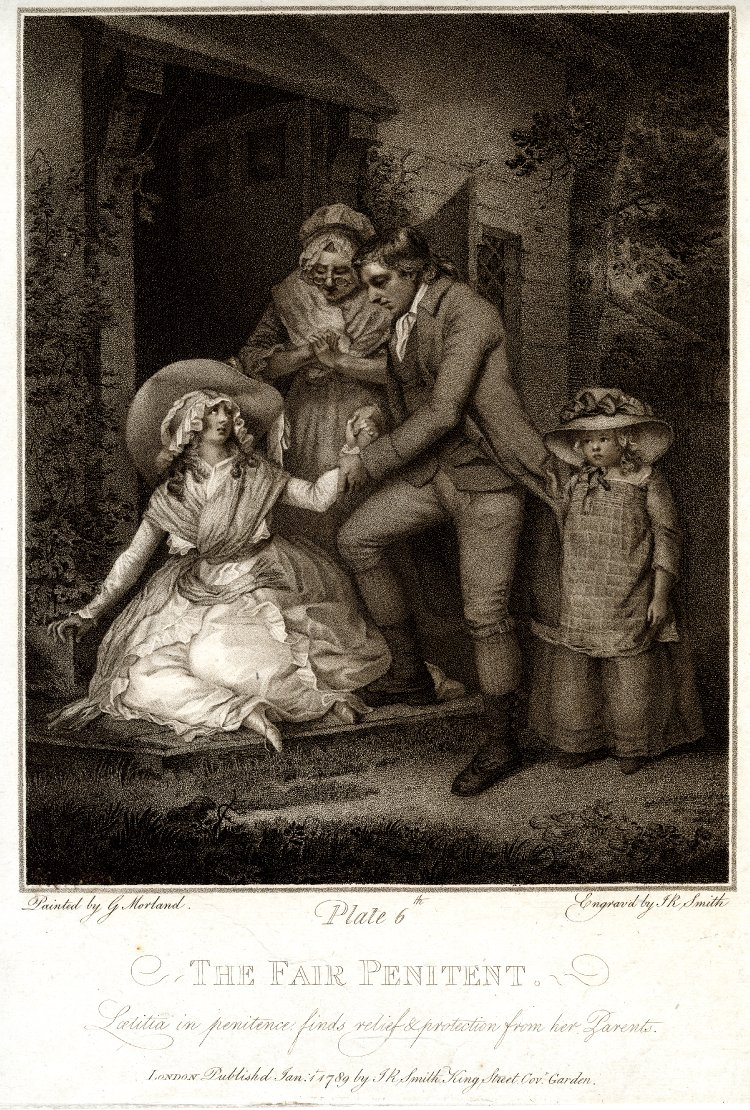 Painted by G Morland.
Plate 6th
Engrav'd by J R Smith
THE FAIR PENITENT.
Lætitia in penitence finds relief & protection from her Parents.
LONDON Publish'd Jan. 1st 1789 by J R Smith King Street Cov. Garden.